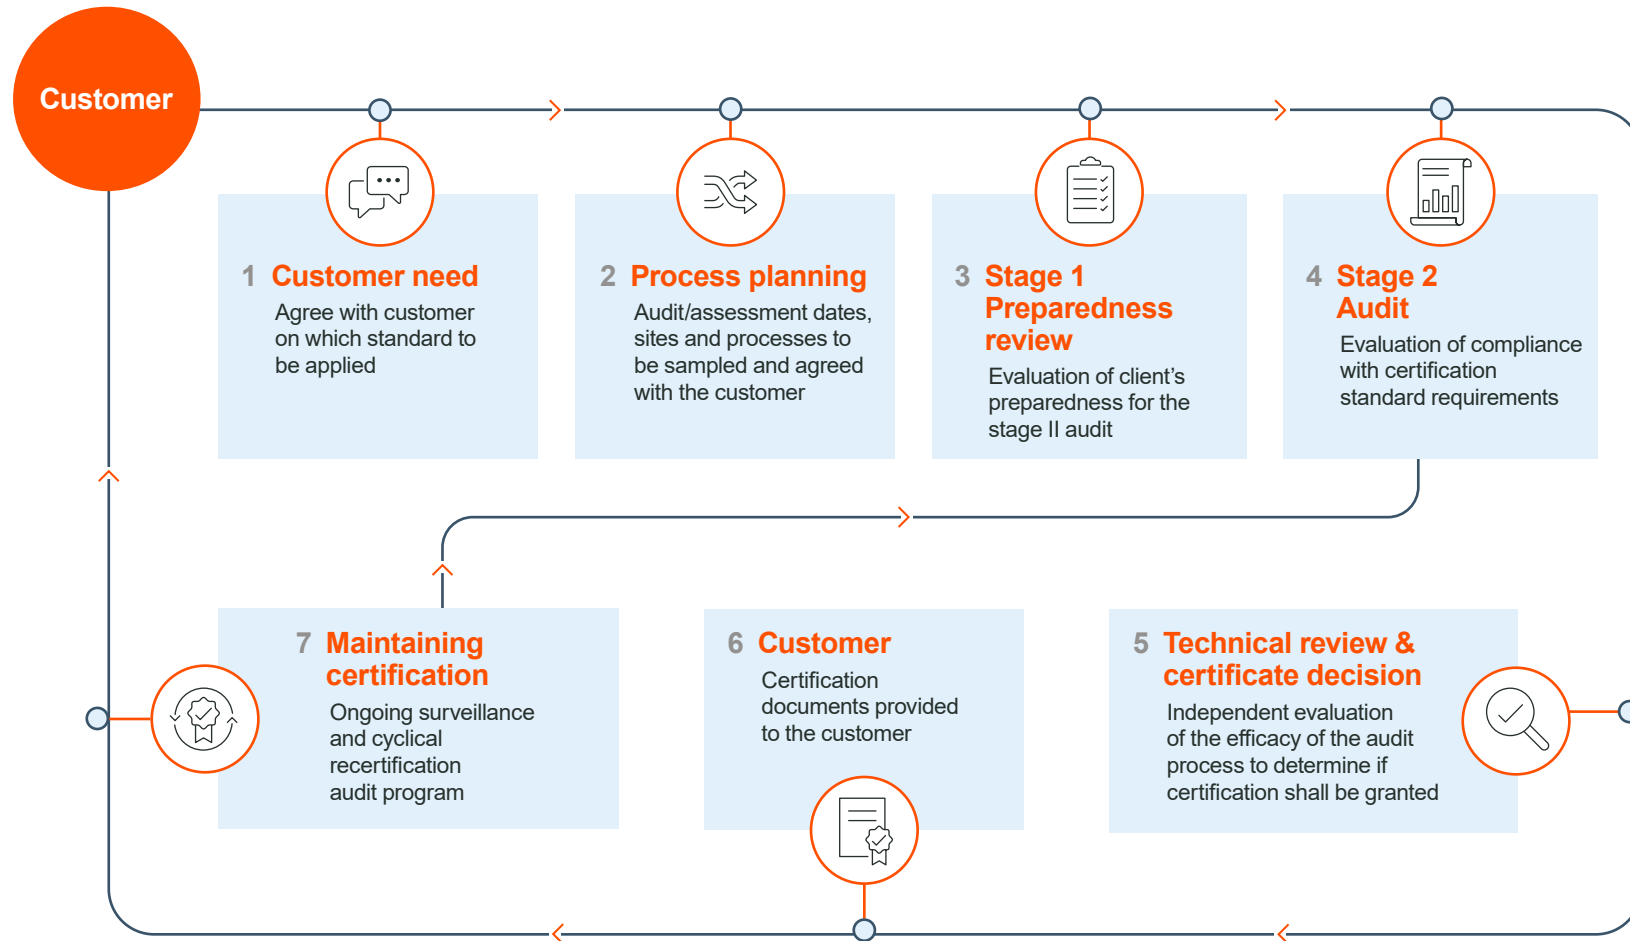 Customer
1 Customer need
Agree with customer
on which standard to
be applied
2 Process planning
Audit/assessment dates,
sites and processes to
be sampled and agreed
with the customer
3 Stage 1
Preparedness
review
Evaluation of client’s
preparedness for the
stage II audit
4 Stage 2
Audit
Evaluation of compliance
with certification
standard requirements
7 Maintaining
certification
Ongoing surveillance
and cyclical
recertification
audit program
6 Customer
Certification
documents provided
to the customer
5 Technical review &
certificate decision
Independent evaluation
of the efficacy of the audit
process to determine if
certification shall be granted